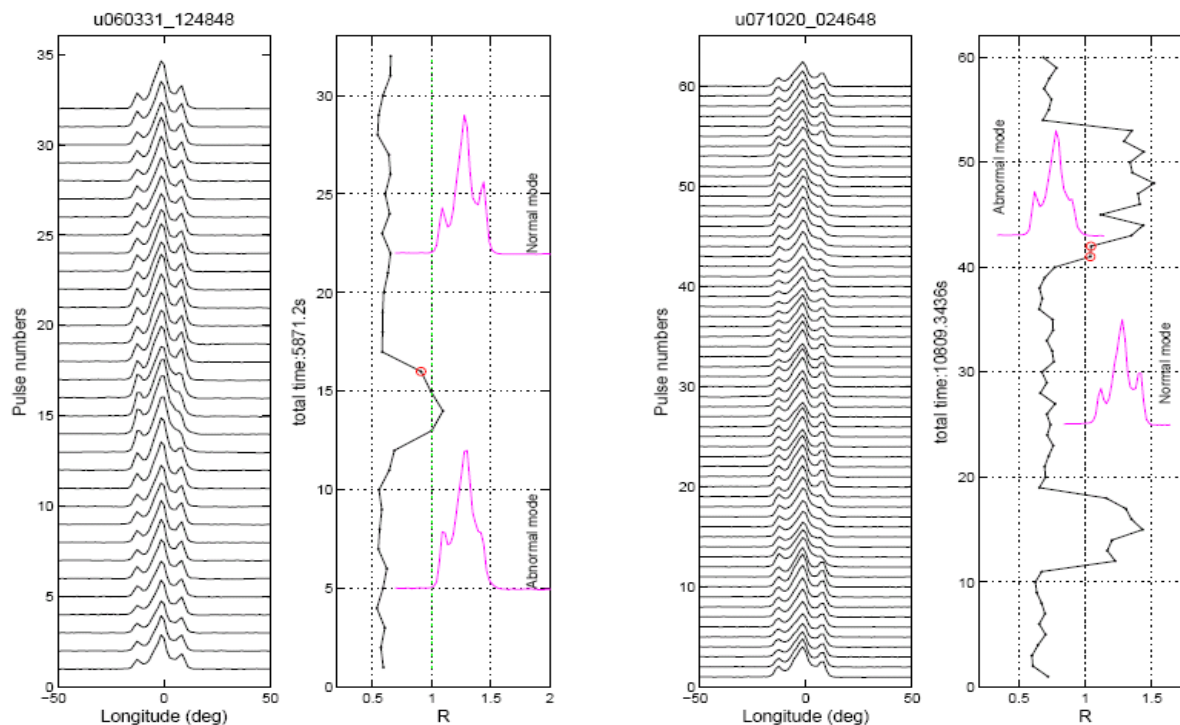 u060331_124848
35
30
25
20
15
10
5
Pulse numbers
−50
0
50
Longitude (deg)
30
25
20
15
10
5
total time:5871.2s
Normal mode
Abnormal mode
0.5
1
1.5
2
R
u071020_024648
60
50
40
30
20
10
0
Pulse numbers
−50
0
50
Longitude (deg)
60
50
40
30
20
10
0
total time:10809.3436s
Abnormal mode
Normal mode
0.5
1
1.5
R